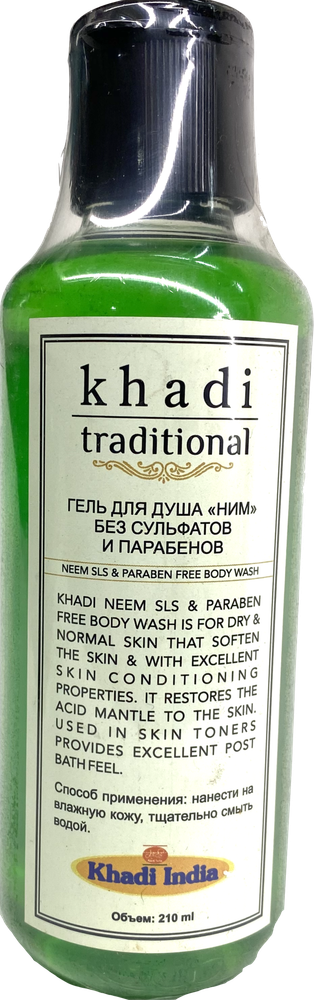 khadi
traditional
ГЕЛЬ ДЛЯ ДУША «НИМ»
БЕЗ СУЛЬФАТОВ
И ПАРАБЕНОВ
NEEM SLS & PARABEN FREE BODY WASH
KHADI NEEM SLS & PARABEN
FREE BODY WASH IS FOR DRY &
NORMAL SKIN THAT SOFTEN
THE SKIN & WITH EXCELLENT
SKIN CONDITIONING
PROPERTIES. IT RESTORES THE
ACID MANTLE TO THE SKIN.
USED IN SKIN TONERS
PROVIDES EXCELLENT POST
BATH FEEL.
Способ применения: нанести на
влажную кожу, тщательно смыть
водой.
Khadi India
Объем: 210 ml